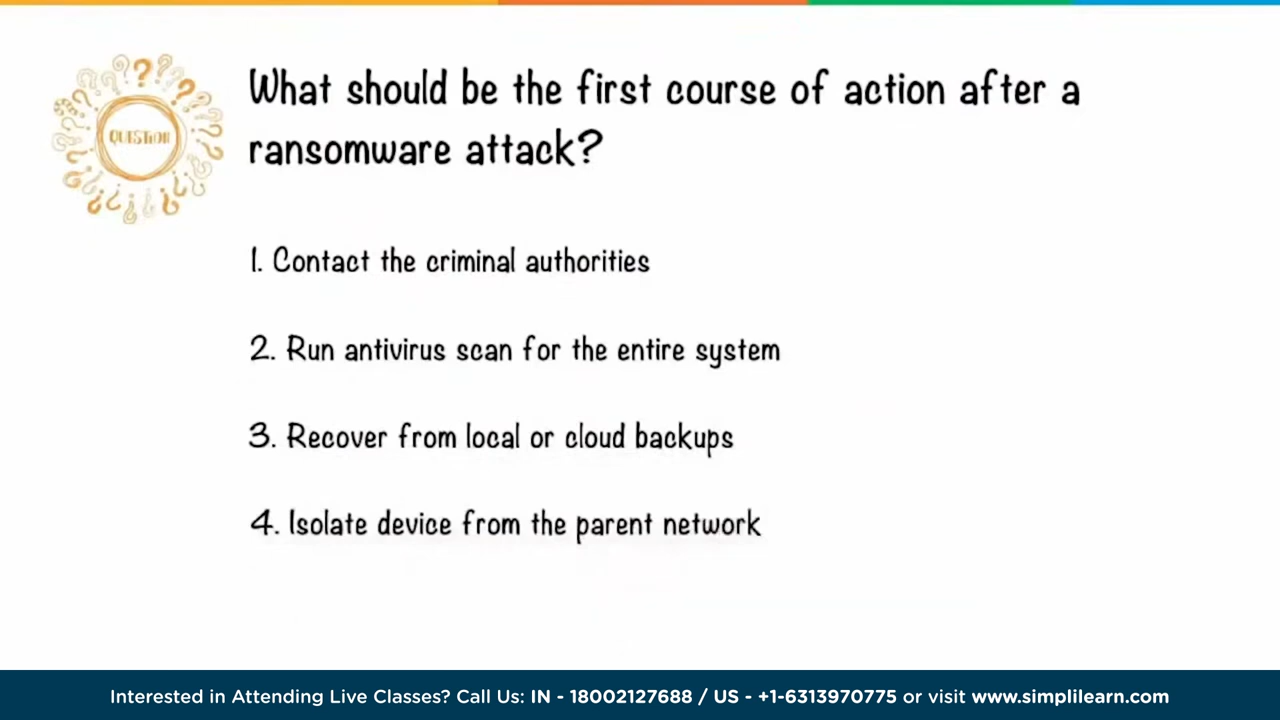 QUESTION
What should be the first course of action after a
ransomware attack?
1. Contact the criminal authorities
2. Run antivirus scan for the entire system
3. Recover from local or cloud backups
4. Isolate device from the parent network
Interested in Attending Live Classes? Call Us: IN - 18002127688 / US - +1-6313970775 or visit www.simplilearn.com